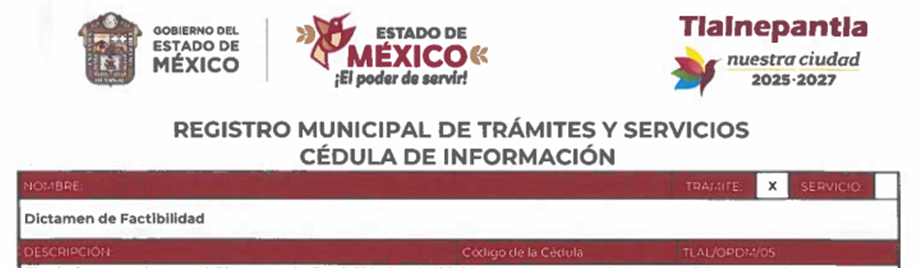 GOBIERNO DEL
ESTADO DE
MÉXICO
ESTADO DE
MÉXICO
¡El poder de servir!
Tlalnepantla
nuestra ciudad
2025·2027
REGISTRO MUNICIPAL DE TRÁMITES Y SERVICIOS
CÉDULA DE INFORMACIÓN
NOMBRE: TRAMITE: X SERVICIO:
Dictamen de Factibilidad
DESCRIPCIÓN: Código de la Cédula TLAL/OPDM/05